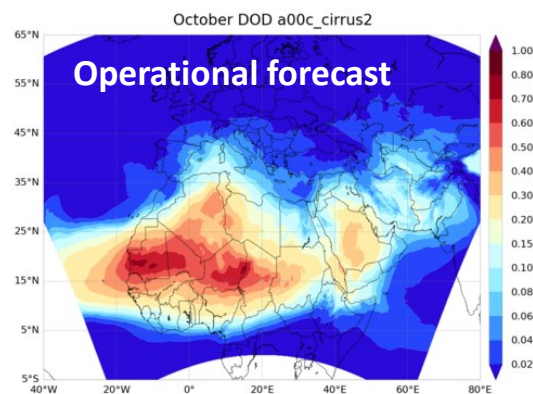 October DOD a00c_cirrus2
Operational forecast
65°N
55°N
45°N
35°N
25°N
15°N
5°N
5°S
40°W
20°W
0°
20°E
40°E
60°E
80°E
1.00
0.80
0.70
0.60
0.50
0.40
0.30
0.20
0.15
0.10
0.08
0.06
0.04
0.02